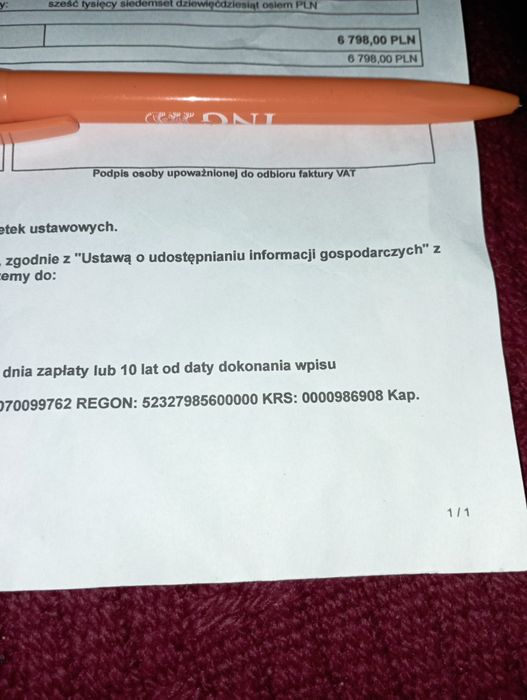 y: sześć tysięcy siedemset dziewięćdziesiąt osiem PLN
6 798,00 PLN
6 798,00 PLN
Podpis osoby upoważnionej do odbioru faktury VAT
etek ustawowych.
, zgodnie z "Ustawą o udostępnianiu informacji gospodarczych" z
emy do:
dnia zapłaty lub 10 lat od daty dokonania wpisu
070099762 REGON: 52327985600000 KRS: 0000986908 Kap.
1 / 1